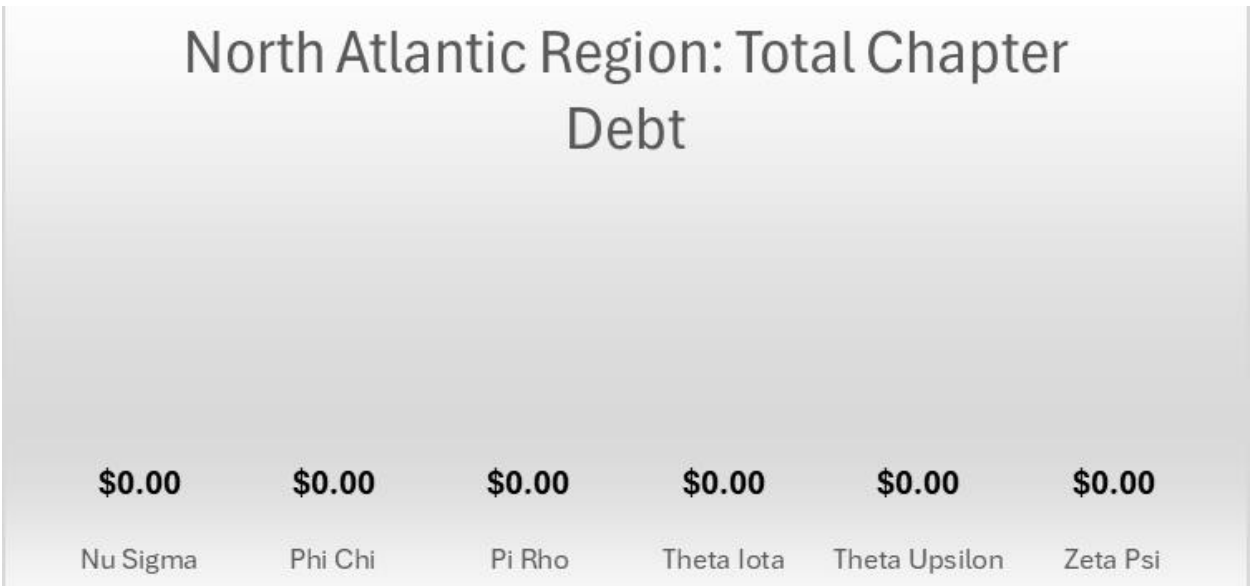 North Atlantic Region: Total Chapter
Debt
$0.00 $0.00 $0.00 $0.00 $0.00 $0.00
Nu Sigma Phi Chi Pi Rho Theta Iota Theta Upsilon Zeta Psi